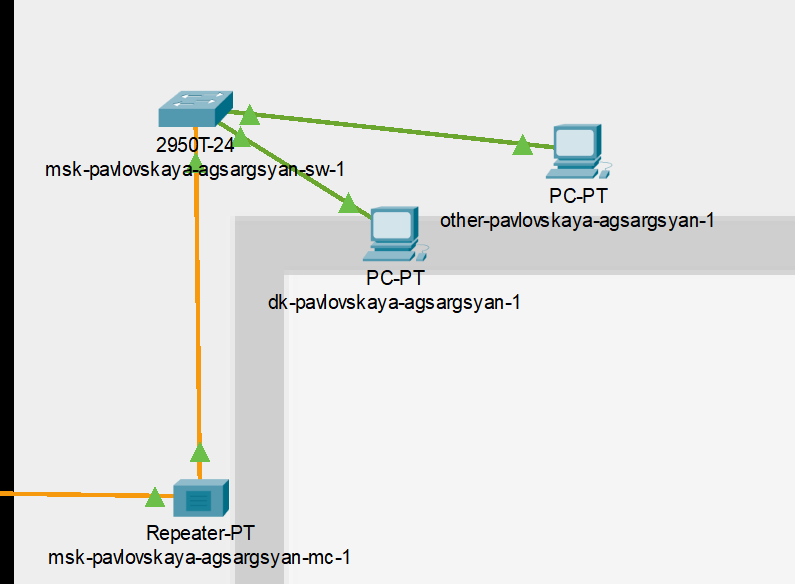 2950T-24
msk-pavlovskaya-agsargsyan-sw-1
PC-PT
other-pavlovskaya-agsargsyan-1
PC-PT
dk-pavlovskaya-agsargsyan-1
Repeater-PT
msk-pavlovskaya-agsargsyan-mc-1